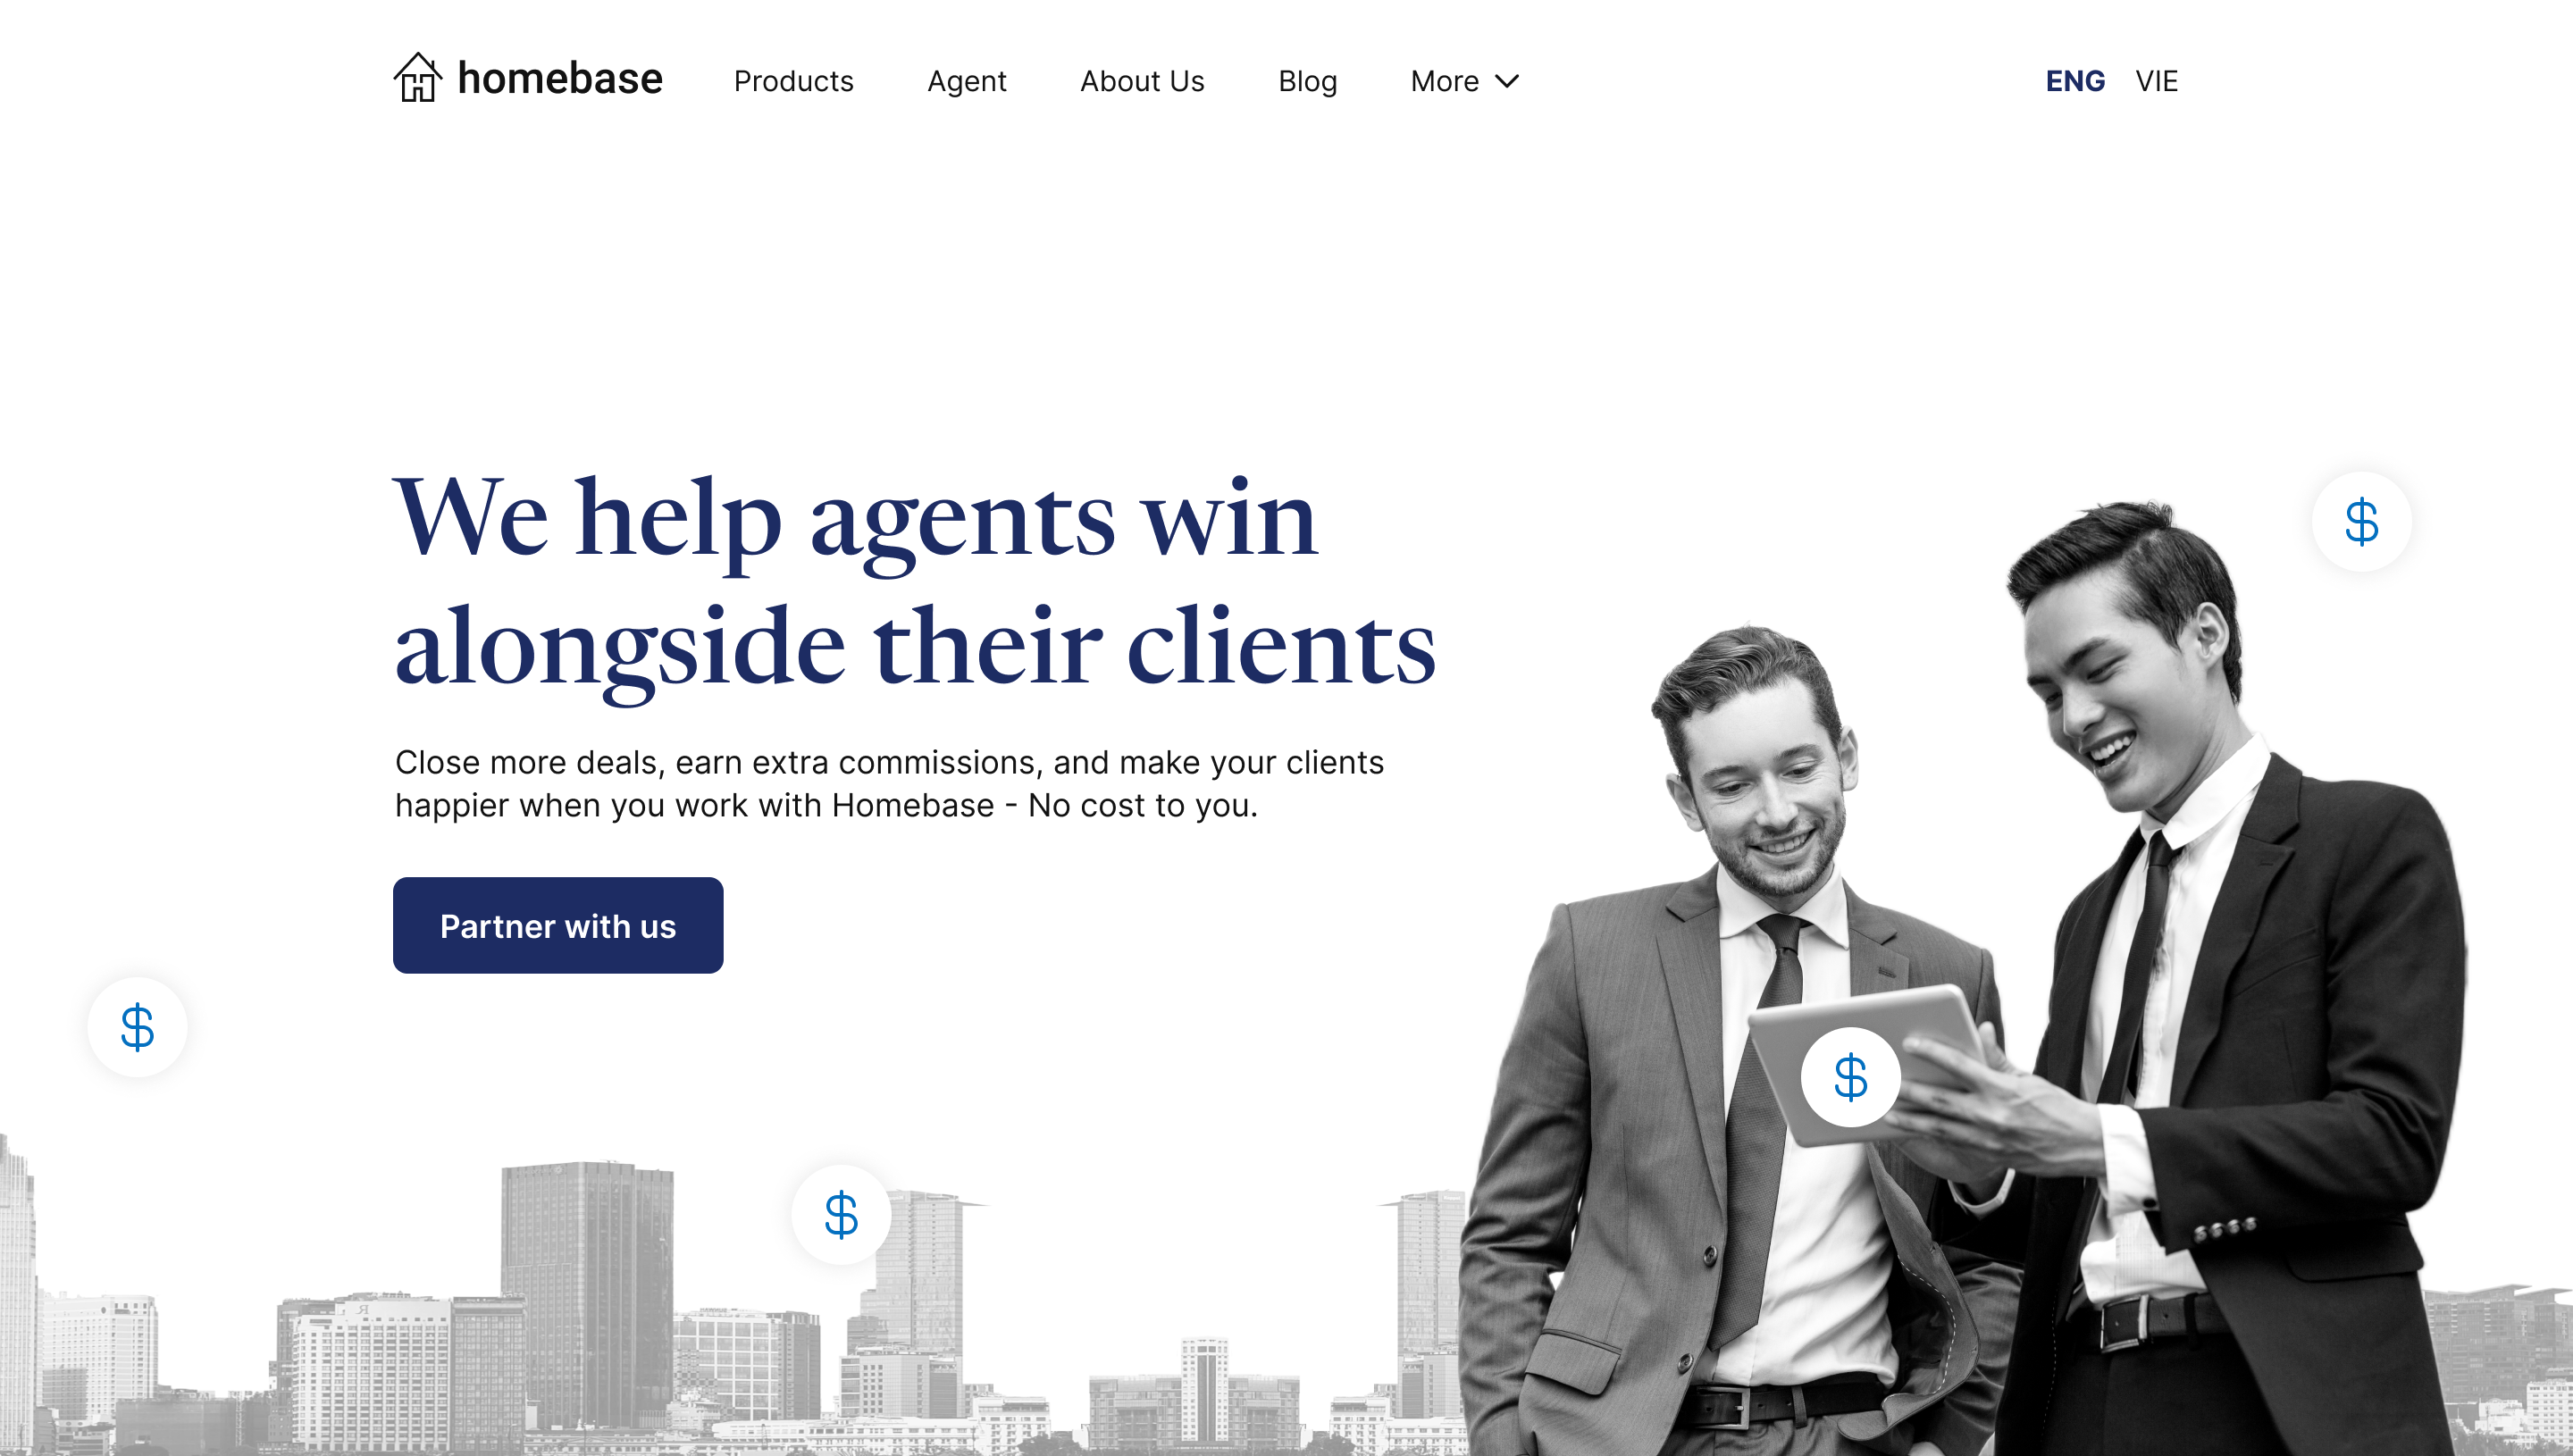 homebase
Products
Agent
About Us
Blog
More
ENG
VIE
We help agents win
alongside their clients
Close more deals, earn extra commissions, and make your clients
happier when you work with Homebase - No cost to you.
Partner with us
$
$
$
$